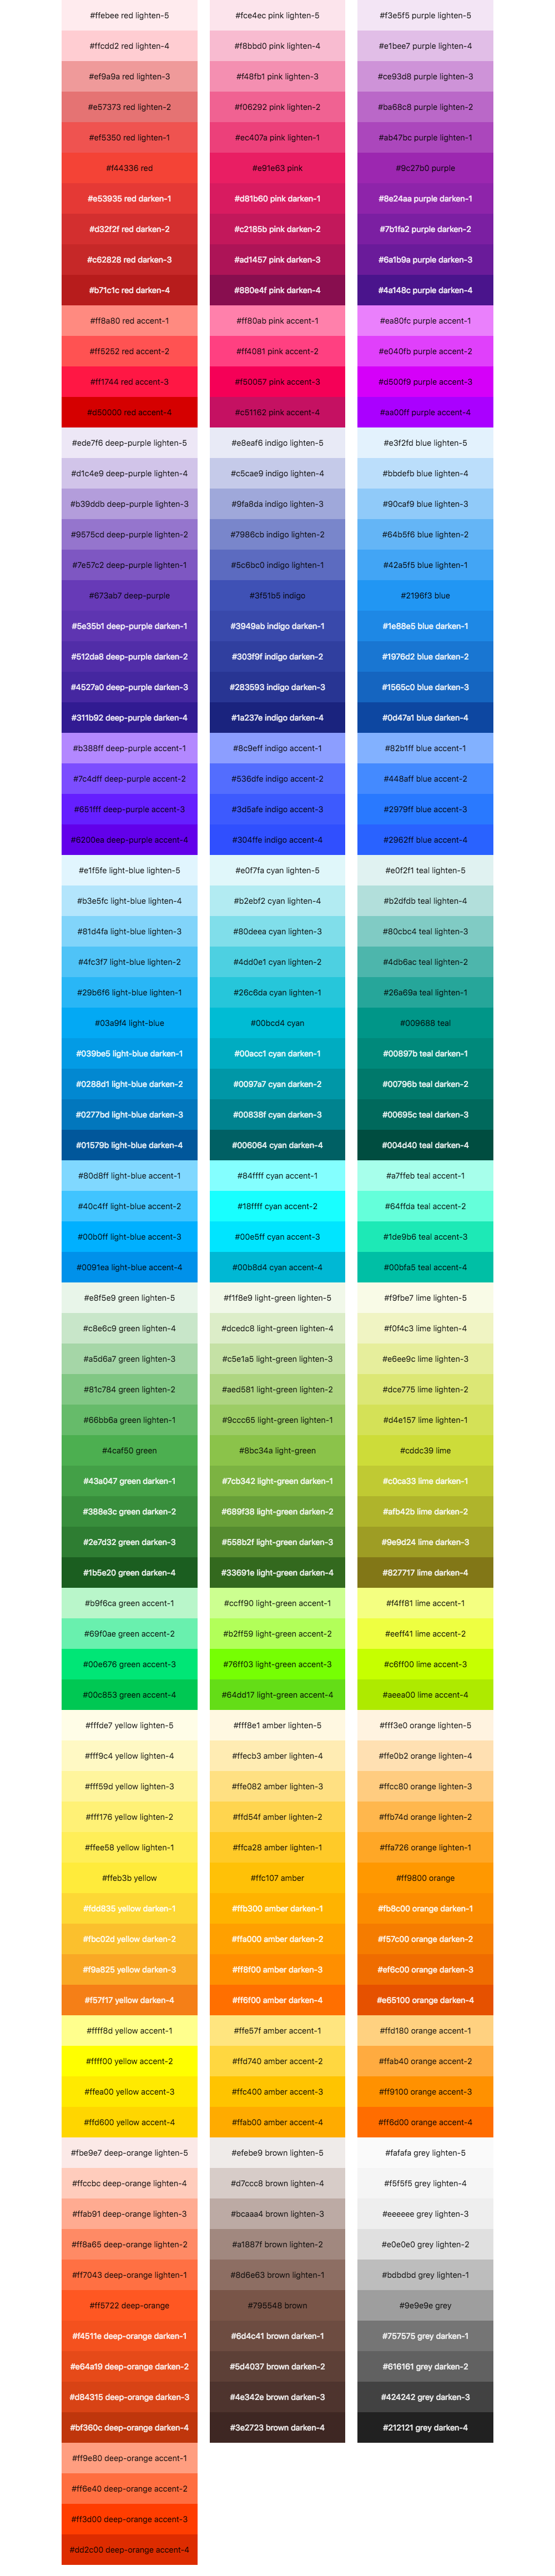 #ffebee red lighten-5
#ffcdd2 red lighten-4
#ef9a9a red lighten-3
#e57373 red lighten-2
#ef5350 red lighten-1
#f44336 red
#e53935 red darken-1
#d32f2f red darken-2
#c62828 red darken-3
#b71c1c red darken-4
#ff8a80 red accent-1
#ff5252 red accent-2
#ff1744 red accent-3
#d50000 red accent-4
#fce4ec pink lighten-5
#f8bbd0 pink lighten-4
#f48fb1 pink lighten-3
#f06292 pink lighten-2
#ec407a pink lighten-1
#e91e63 pink
#d81b60 pink darken-1
#c2185b pink darken-2
#ad1457 pink darken-3
#880e4f pink darken-4
#ff80ab pink accent-1
#ff4081 pink accent-2
#f50057 pink accent-3
#c51162 pink accent-4
#f3e5f5 purple lighten-5
#e1bee7 purple lighten-4
#ce93d8 purple lighten-3
#ba68c8 purple lighten-2
#ab47bc purple lighten-1
#9c27b0 purple
#8e24aa purple darken-1
#7b1fa2 purple darken-2
#6a1b9a purple darken-3
#4a148c purple darken-4
#ea80fc purple accent-1
#e040fb purple accent-2
#d500f9 purple accent-3
#aa00ff purple accent-4
#ede7f6 deep-purple lighten-5
#d1c4e9 deep-purple lighten-4
#b39ddb deep-purple lighten-3
#9575cd deep-purple lighten-2
#7e57c2 deep-purple lighten-1
#673ab7 deep-purple
#5e35b1 deep-purple darken-1
#512da8 deep-purple darken-2
#4527a0 deep-purple darken-3
#311b92 deep-purple darken-4
#b388ff deep-purple accent-1
#7c4dff deep-purple accent-2
#651fff deep-purple accent-3
#6200ea deep-purple accent-4
#e8eaf6 indigo lighten-5
#c5cae9 indigo lighten-4
#9fa8da indigo lighten-3
#7986cb indigo lighten-2
#5c6bc0 indigo lighten-1
#3f51b5 indigo
#3949ab indigo darken-1
#303f9f indigo darken-2
#283593 indigo darken-3
#1a237e indigo darken-4
#8c9eff indigo accent-1
#536dfe indigo accent-2
#3d5afe indigo accent-3
#304ffe indigo accent-4
#e3f2fd blue lighten-5
#bbdefb blue lighten-4
#90caf9 blue lighten-3
#64b5f6 blue lighten-2
#42a5f5 blue lighten-1
#2196f3 blue
#1e88e5 blue darken-1
#1976d2 blue darken-2
#1565c0 blue darken-3
#0d47a1 blue darken-4
#82b1ff blue accent-1
#448aff blue accent-2
#2979ff blue accent-3
#2962ff blue accent-4
#e1f5fe light-blue lighten-5
#b3e5fc light-blue lighten-4
#81d4fa light-blue lighten-3
#4fc3f7 light-blue lighten-2
#29b6f6 light-blue lighten-1
#03a9f4 light-blue
#039be5 light-blue darken-1
#0288d1 light-blue darken-2
#0277bd light-blue darken-3
#01579b light-blue darken-4
#80d8ff light-blue accent-1
#40c4ff light-blue accent-2
#00b0ff light-blue accent-3
#0091ea light-blue accent-4
#e0f7fa cyan lighten-5
#b2ebf2 cyan lighten-4
#80deea cyan lighten-3
#4dd0e1 cyan lighten-2
#26c6da cyan lighten-1
#00bcd4 cyan
#00acc1 cyan darken-1
#0097a7 cyan darken-2
#00838f cyan darken-3
#006064 cyan darken-4
#84ffff cyan accent-1
#18ffff cyan accent-2
#00e5ff cyan accent-3
#00b8d4 cyan accent-4
#e0f2f1 teal lighten-5
#b2dfdb teal lighten-4
#80cbc4 teal lighten-3
#4db6ac teal lighten-2
#26a69a teal lighten-1
#009688 teal
#00897b teal darken-1
#00796b teal darken-2
#00695c teal darken-3
#004d40 teal darken-4
#a7ffeb teal accent-1
#64ffda teal accent-2
#1de9b6 teal accent-3
#00bfa5 teal accent-4
#e8f5e9 green lighten-5
#c8e6c9 green lighten-4
#a5d6a7 green lighten-3
#81c784 green lighten-2
#66bb6a green lighten-1
#4caf50 green
#43a047 green darken-1
#388e3c green darken-2
#2e7d32 green darken-3
#1b5e20 green darken-4
#b9f6ca green accent-1
#69f0ae green accent-2
#00e676 green accent-3
#00c853 green accent-4
#f1f8e9 light-green lighten-5
#dcedc8 light-green lighten-4
#c5e1a5 light-green lighten-3
#aed581 light-green lighten-2
#9ccc65 light-green lighten-1
#8bc34a light-green
#7cb342 light-green darken-1
#689f38 light-green darken-2
#558b2f light-green darken-3
#33691e light-green darken-4
#ccff90 light-green accent-1
#b2ff59 light-green accent-2
#76ff03 light-green accent-3
#64dd17 light-green accent-4
#f9fbe7 lime lighten-5
#f0f4c3 lime lighten-4
#e6ee9c lime lighten-3
#dce775 lime lighten-2
#d4e157 lime lighten-1
#cddc39 lime
#c0ca33 lime darken-1
#afb42b lime darken-2
#9e9d24 lime darken-3
#827717 lime darken-4
#f4ff81 lime accent-1
#eeff41 lime accent-2
#c6ff00 lime accent-3
#aeea00 lime accent-4
#fffde7 yellow lighten-5
#fff9c4 yellow lighten-4
#fff59d yellow lighten-3
#fff176 yellow lighten-2
#ffee58 yellow lighten-1
#ffeb3b yellow
#fdd835 yellow darken-1
#fbc02d yellow darken-2
#f9a825 yellow darken-3
#f57f17 yellow darken-4
#ffff8d yellow accent-1
#ffff00 yellow accent-2
#ffea00 yellow accent-3
#ffd600 yellow accent-4
#fff8e1 amber lighten-5
#ffecb3 amber lighten-4
#ffe082 amber lighten-3
#ffd54f amber lighten-2
#ffca28 amber lighten-1
#ffc107 amber
#ffb300 amber darken-1
#ffa000 amber darken-2
#ff8f00 amber darken-3
#ff6f00 amber darken-4
#ffe57f amber accent-1
#ffd740 amber accent-2
#ffc400 amber accent-3
#ffab00 amber accent-4
#fff3e0 orange lighten-5
#ffe0b2 orange lighten-4
#ffcc80 orange lighten-3
#ffb74d orange lighten-2
#ffa726 orange lighten-1
#ff9800 orange
#fb8c00 orange darken-1
#f57c00 orange darken-2
#ef6c00 orange darken-3
#e65100 orange darken-4
#ffd180 orange accent-1
#ffab40 orange accent-2
#ff9100 orange accent-3
#ff6d00 orange accent-4
#fbe9e7 deep-orange lighten-5
#ffccbc deep-orange lighten-4
#ffab91 deep-orange lighten-3
#ff8a65 deep-orange lighten-2
#ff7043 deep-orange lighten-1
#ff5722 deep-orange
#f4511e deep-orange darken-1
#e64a19 deep-orange darken-2
#d84315 deep-orange darken-3
#bf360c deep-orange darken-4
#ff9e80 deep-orange accent-1
#ff6e40 deep-orange accent-2
#ff3d00 deep-orange accent-3
#dd2c00 deep-orange accent-4
#efebe9 brown lighten-5
#d7ccc8 brown lighten-4
#bcaaa4 brown lighten-3
#a1887f brown lighten-2
#8d6e63 brown lighten-1
#795548 brown
#6d4c41 brown darken-1
#5d4037 brown darken-2
#4e342e brown darken-3
#3e2723 brown darken-4
#fafafa grey lighten-5
#f5f5f5 grey lighten-4
#eeeeee grey lighten-3
#e0e0e0 grey lighten-2
#bdbdbd grey lighten-1
#9e9e9e grey
#757575 grey darken-1
#616161 grey darken-2
#424242 grey darken-3
#212121 grey darken-4